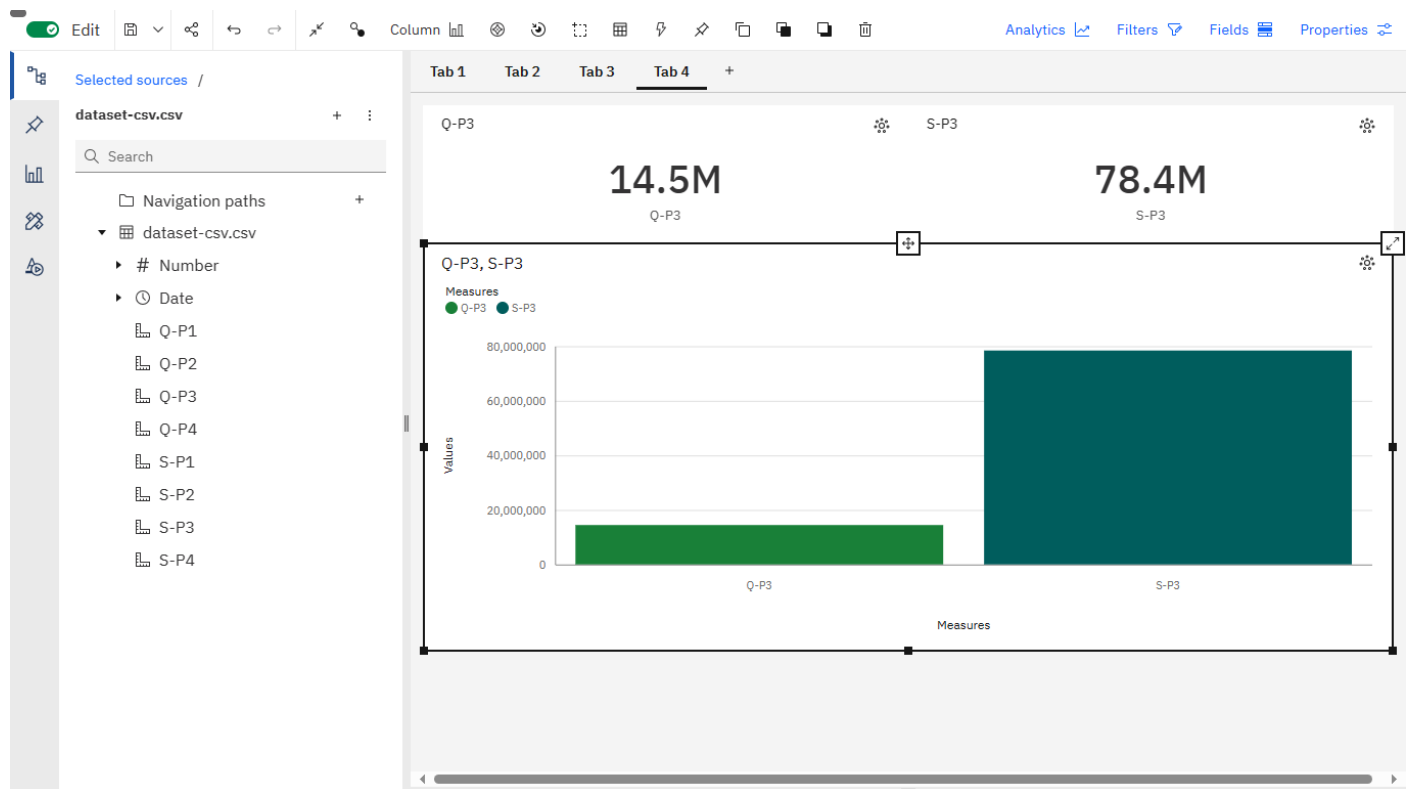 Edit Column Analytics Filters Fields Properties
Selected sources /
dataset-csv.csv
Search
Navigation paths
dataset-csv.csv
# Number
Date
Q-P1
Q-P2
Q-P3
Q-P4
S-P1
S-P2
S-P3
S-P4
Tab 1 Tab 2 Tab 3 Tab 4 +
Q-P3
14.5M
Q-P3
S-P3
78.4M
S-P3
Q-P3, S-P3
Measures
Q-P3 S-P3
Values
80,000,000
60,000,000
40,000,000
20,000,000
0
Q-P3 S-P3
Measures